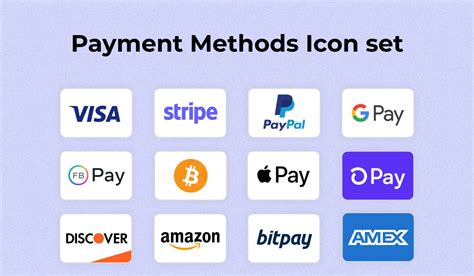 Payment Methods Icon set
VISA
stripe
PayPal
G Pay
FB Pay
Pay
Pay
DISCOVER
amazon
bitpay
AMEX